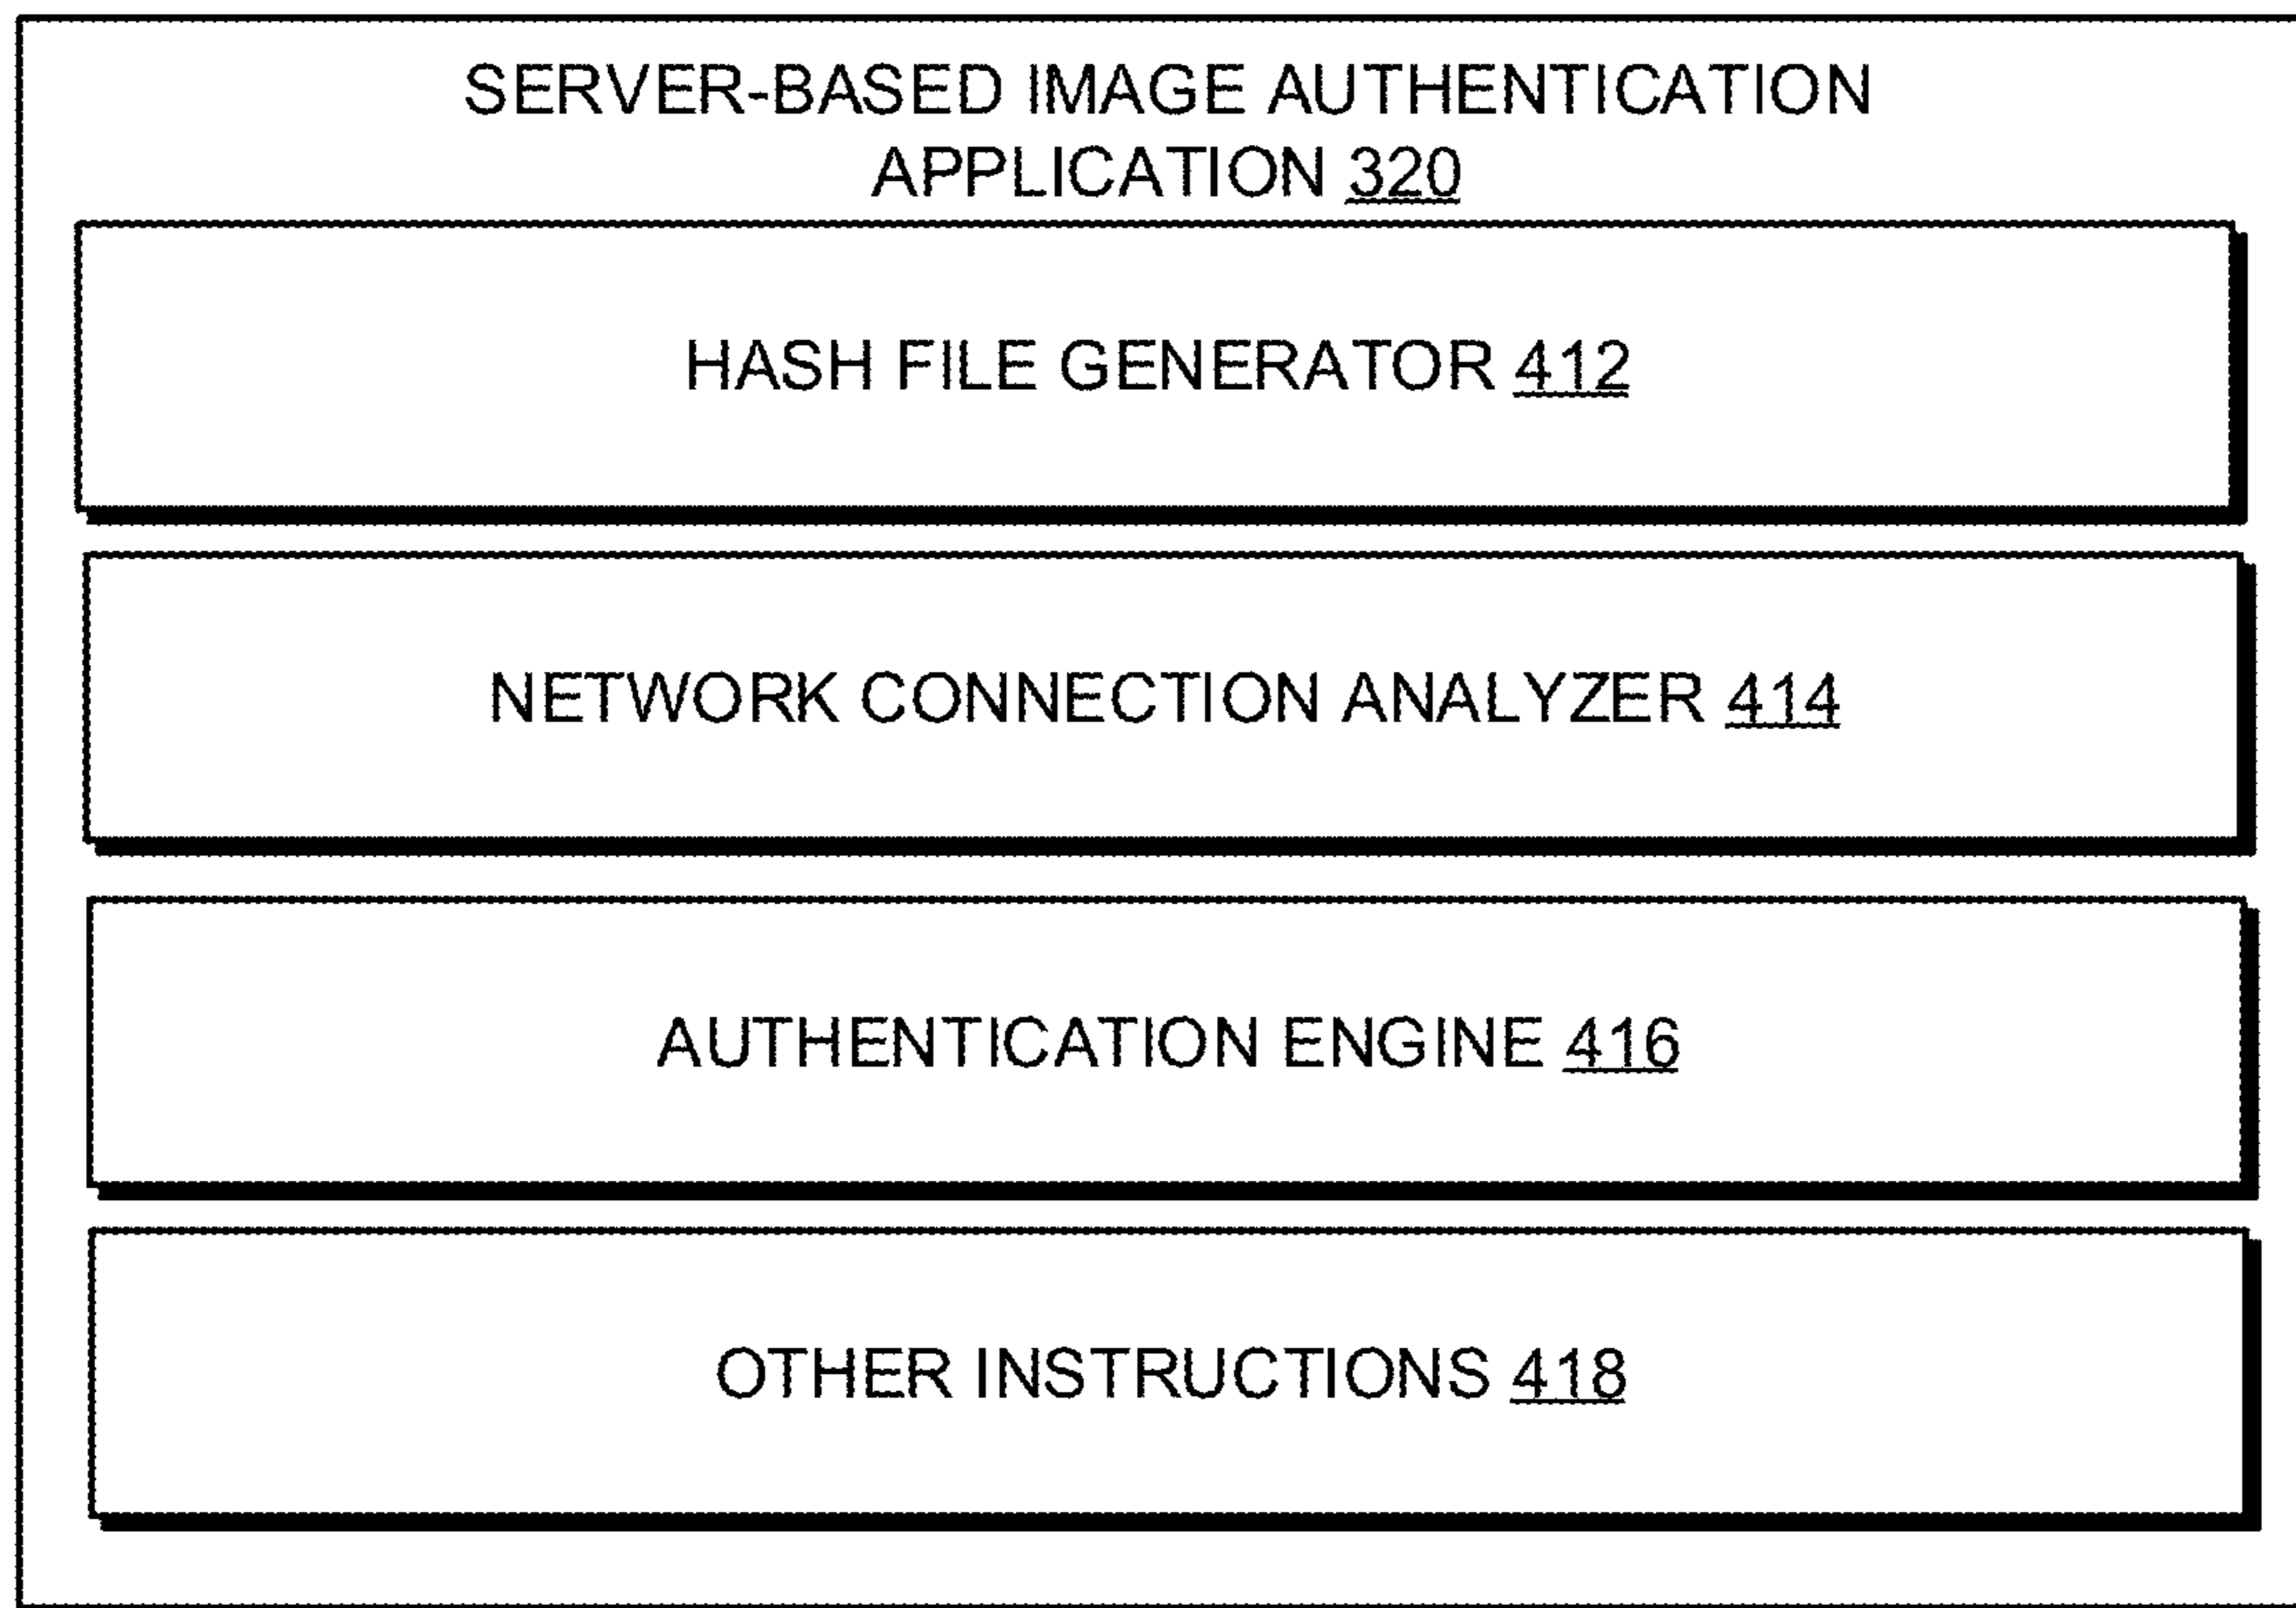 SERVER-BASED IMAGE AUTHENTICATION
APPLICATION 320
HASH FILE GENERATOR 412
NETWORK CONNECTION ANALYZER 414
AUTHENTICATION ENGINE 416
OTHER INSTRUCTIONS 418